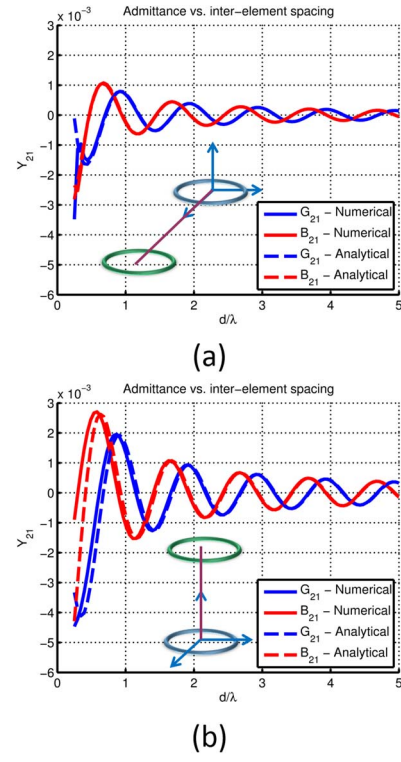 Admittance vs. inter-element spacing
x 10⁻³
3
2
1
0
−1
−2
−3
−4
−5
−6
Y₂₁
G₂₁ − Numerical
B₂₁ − Numerical
G₂₁ − Analytical
B₂₁ − Analytical
0 1 2 3 4 5
d/λ
(a)
Admittance vs. inter-element spacing
x 10⁻³
3
2
1
0
−1
−2
−3
−4
−5
−6
Y₂₁
G₂₁ − Numerical
B₂₁ − Numerical
G₂₁ − Analytical
B₂₁ − Analytical
0 1 2 3 4 5
d/λ
(b)